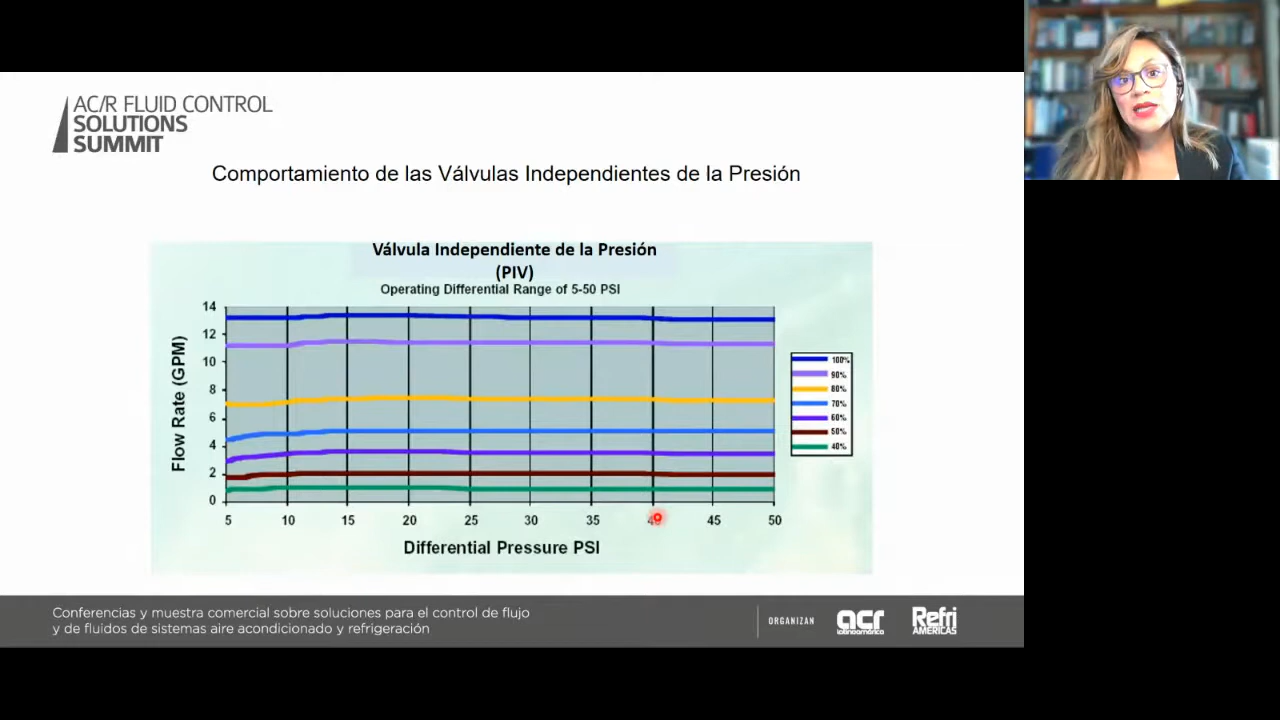 AC/R FLUID CONTROL
SOLUTIONS
SUMMIT
Comportamiento de las Válvulas Independientes de la Presión
Válvula Independiente de la Presión
(PIV)
Operating Differential Range of 5-50 PSI
Flow Rate (GPM)
14
12
10
8
6
4
2
0
5 10 15 20 25 30 35 40 45 50
Differential Pressure PSI
100%
90%
80%
70%
60%
50%
40%
Conferencias y muestra comercial sobre soluciones para el control de flujo
y de fluidos de sistemas aire acondicionado y refrigeración
ORGANIZAN
acr
latinoamérica
Refri
AMÉRICAS